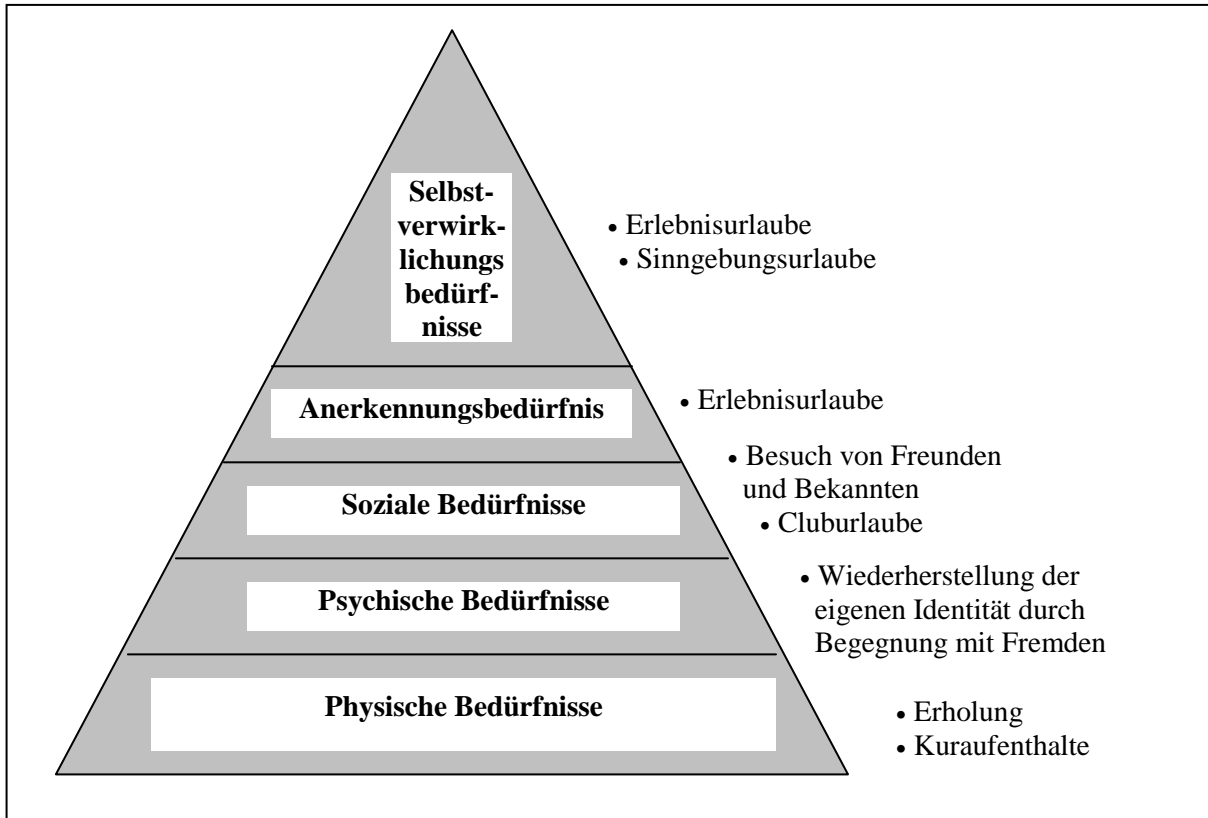 Selbst-
verwirk-
lichungs
bedürf-
nisse
• Erlebnisurlaube
• Sinngebungsurlaube
Anerkennungsbedürfnis
• Erlebnisurlaube
Soziale Bedürfnisse
• Besuch von Freunden
und Bekannten
• Cluburlaube
Psychische Bedürfnisse
• Wiederherstellung der
eigenen Identität durch
Begegnung mit Fremden
Physische Bedürfnisse
• Erholung
• Kuraufenthalte